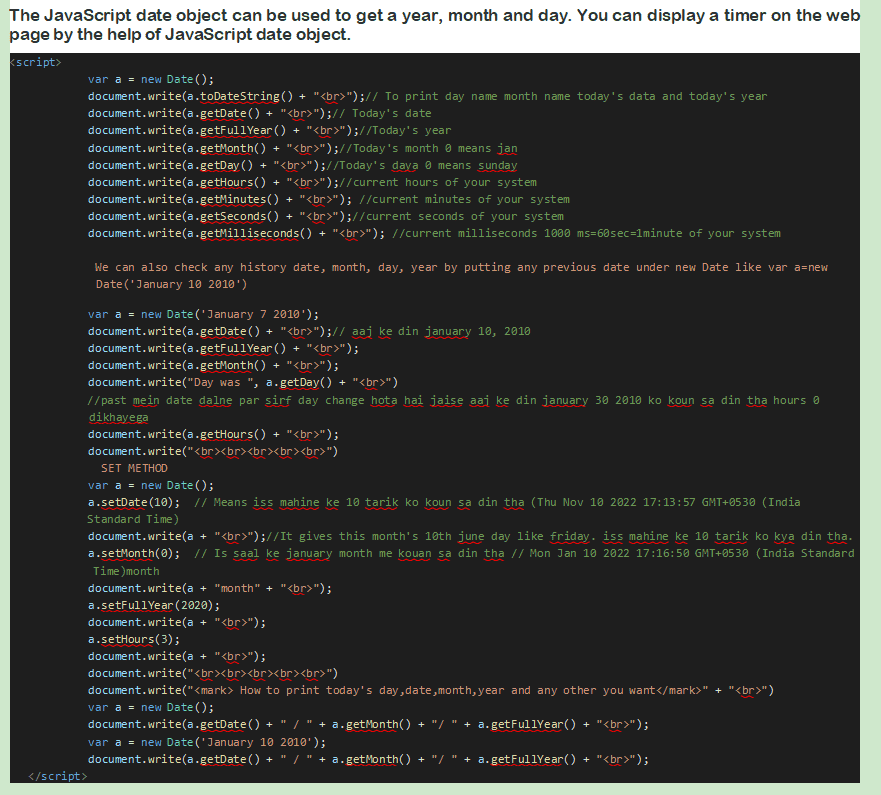 The JavaScript date object can be used to get a year, month and day. You can display a timer on the web
page by the help of JavaScript date object.
<script>
var a = new Date();
document.write(a.toDateString() + "<br>");// To print day name month name today's data and today's year
document.write(a.getDate() + "<br>");// Today's date
document.write(a.getFullYear() + "<br>");//Today's year
document.write(a.getMonth() + "<br>");//Today's month 0 means jan
document.write(a.getDay() + "<br>");//Today's daya 0 means sunday
document.write(a.getHours() + "<br>");//current hours of your system
document.write(a.getMinutes() + "<br>"); //current minutes of your system
document.write(a.getSeconds() + "<br>");//current seconds of your system
document.write(a.getMilliseconds() + "<br>"); //current milliseconds 1000 ms=60sec=1minute of your system
We can also check any history date, month, day, year by putting any previous date under new Date like var a=new
Date('January 10 2010')
var a = new Date('January 7 2010');
document.write(a.getDate() + "<br>");// aaj ke din january 10, 2010
document.write(a.getFullYear() + "<br>");
document.write(a.getMonth() + "<br>");
document.write("Day was ", a.getDay() + "<br>")
//past mein date dalne par sirf day change hota hai jaise aaj ke din january 30 2010 ko koun sa din tha hours 0
dikhayega
document.write(a.getHours() + "<br>");
document.write("<br><br><br><br><br>")
SET METHOD
var a = new Date();
a.setDate(10);  // Means iss mahine ke 10 tarik ko koun sa din tha (Thu Nov 10 2022 17:13:57 GMT+0530 (India
Standard Time)
document.write(a + "<br>");//It gives this month's 10th june day like friday. iss mahine ke 10 tarik ko kya din tha.
a.setMonth(0);  // Is saal ke january month me kouan sa din tha // Mon Jan 10 2022 17:16:50 GMT+0530 (India Standard
Time)month
document.write(a + "month" + "<br>");
a.setFullYear(2020);
document.write(a + "<br>");
a.setHours(3);
document.write(a + "<br>");
document.write("<br><br><br><br><br>")
document.write("<mark> How to print today's day,date,month,year and any other you want</mark>" + "<br>")
var a = new Date();
document.write(a.getDate() + " / " + a.getMonth() + "/ " + a.getFullYear() + "<br>");
var a = new Date('January 10 2010');
document.write(a.getDate() + " / " + a.getMonth() + "/ " + a.getFullYear() + "<br>");
</script>